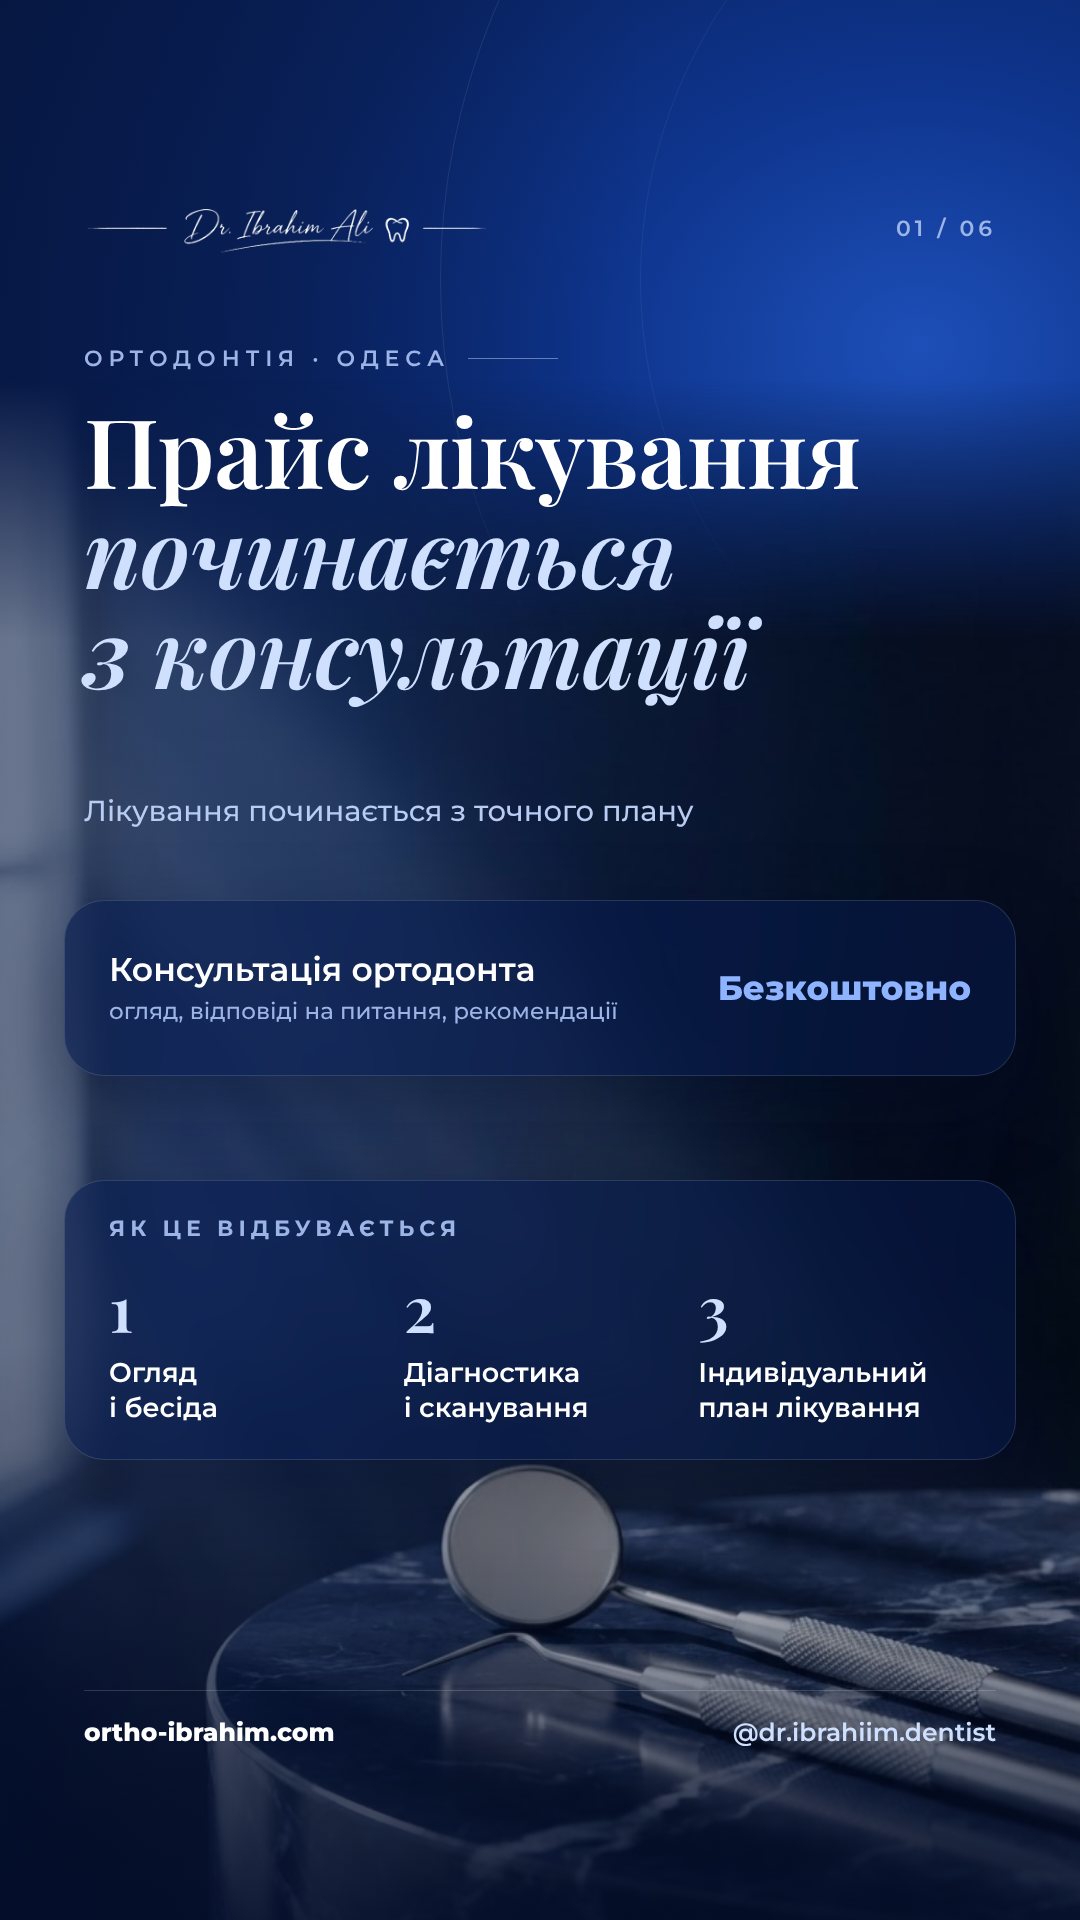 Dr. Ibrahim Ali
01 / 06
ОРТОДОНТІЯ · ОДЕСА
Прайс лікування
починається
з консультації
Лікування починається з точного плану
Консультація ортодонта
огляд, відповіді на питання, рекомендації
Безкоштовно
ЯК ЦЕ ВІДБУВАЄТЬСЯ
1
Огляд
і бесіда
2
Діагностика
і сканування
3
Індивідуальний
план лікування
ortho-ibrahim.com
@dr.ibrahiim.dentist